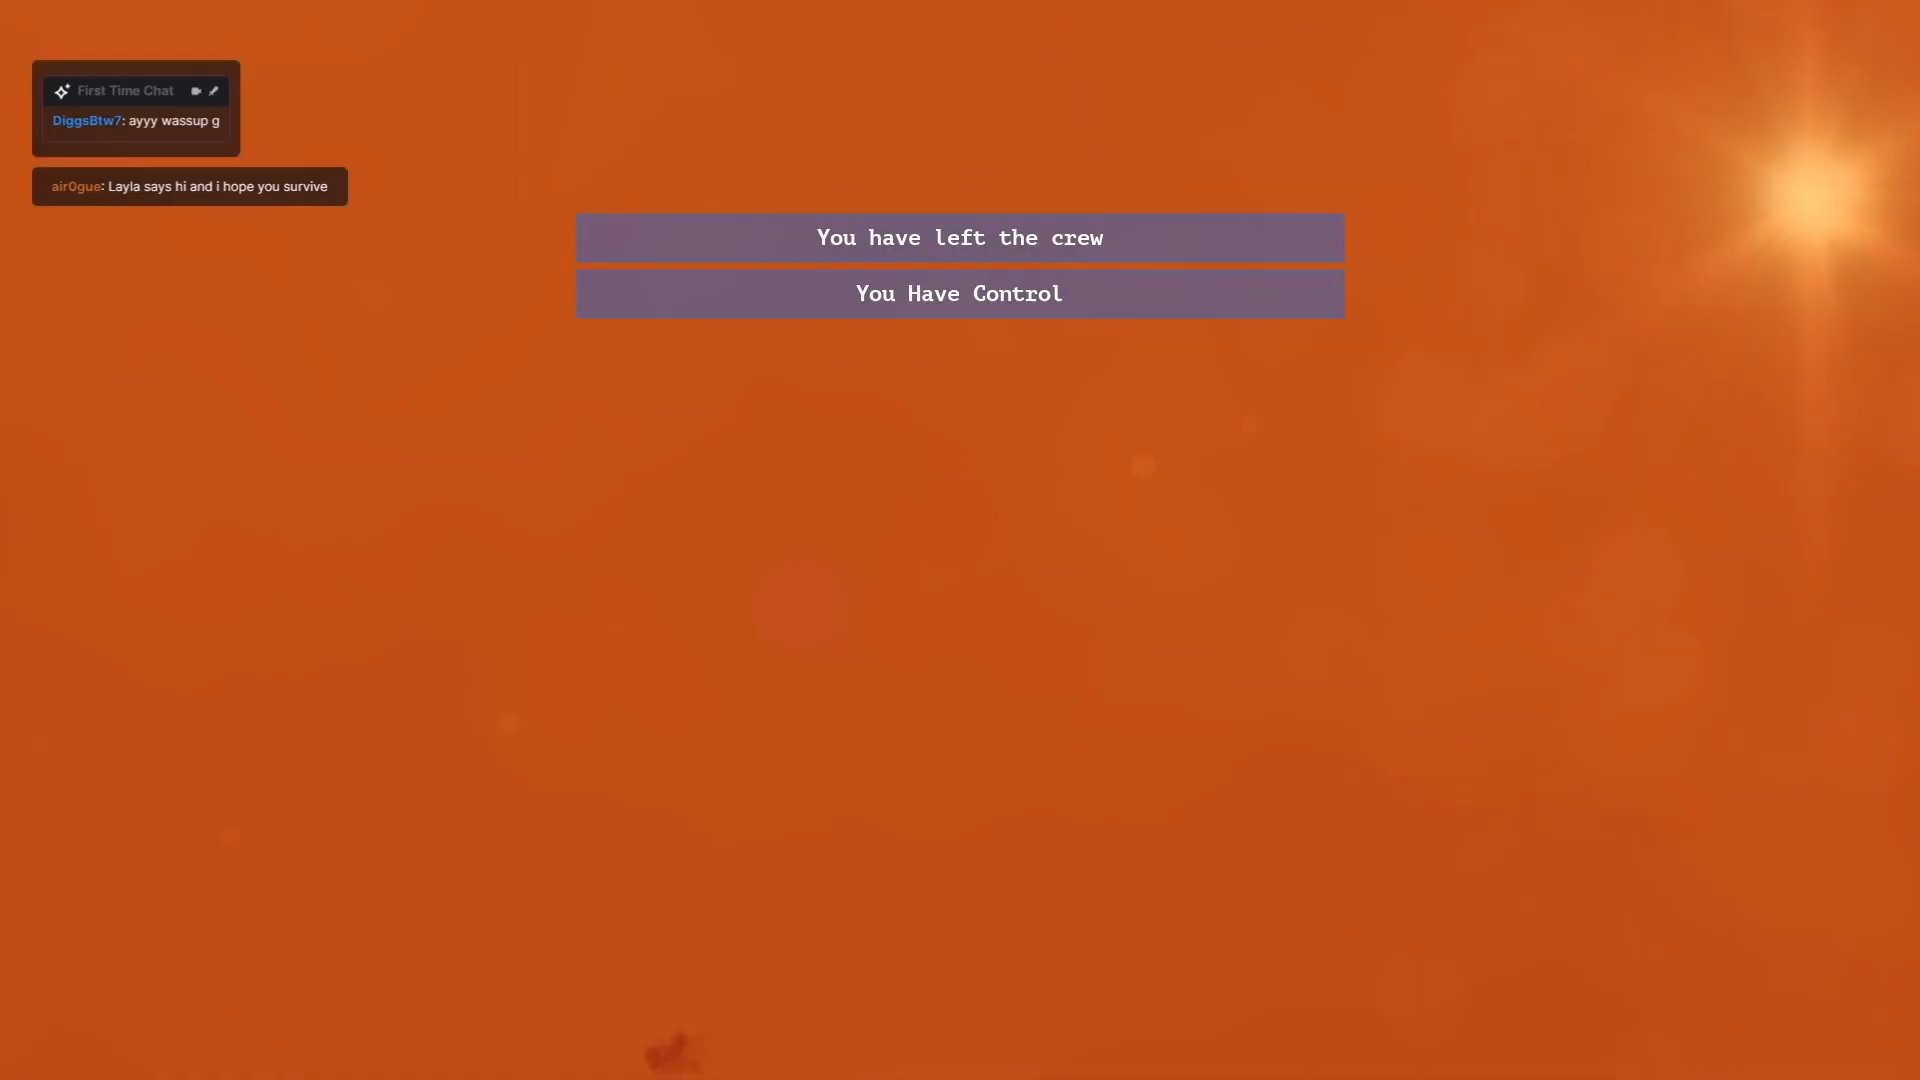 First Time Chat
DiggsBtw7: ayyy wassup g
air0gue: Layla says hi and i hope you survive
You have left the crew
You Have Control